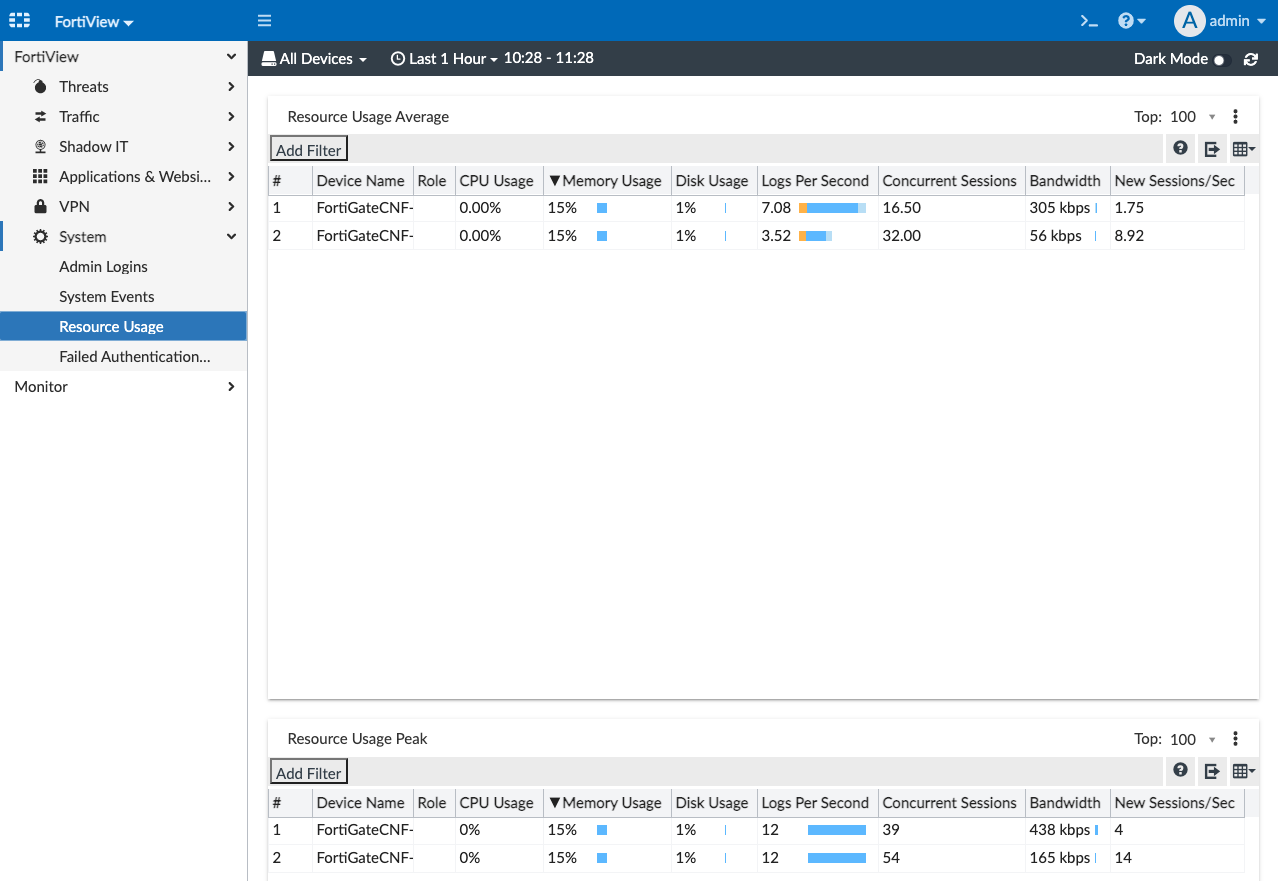 FortiView
A admin
FortiView
Threats
Traffic
Shadow IT
Applications & Websi...
VPN
System
Admin Logins
System Events
Resource Usage
Failed Authentication...
Monitor
All Devices Last 1 Hour 10:28 - 11:28 Dark Mode
Resource Usage Average Top: 100
Add Filter
# Device Name Role CPU Usage ▼Memory Usage Disk Usage Logs Per Second Concurrent Sessions Bandwidth New Sessions/Sec
1 FortiGateCNF- 0.00% 15% 1% 7.08 16.50 305 kbps 1.75
2 FortiGateCNF- 0.00% 15% 1% 3.52 32.00 56 kbps 8.92
Resource Usage Peak Top: 100
Add Filter
# Device Name Role CPU Usage ▼Memory Usage Disk Usage Logs Per Second Concurrent Sessions Bandwidth New Sessions/Sec
1 FortiGateCNF- 0% 15% 1% 12 39 438 kbps 4
2 FortiGateCNF- 0% 15% 1% 12 54 165 kbps 14